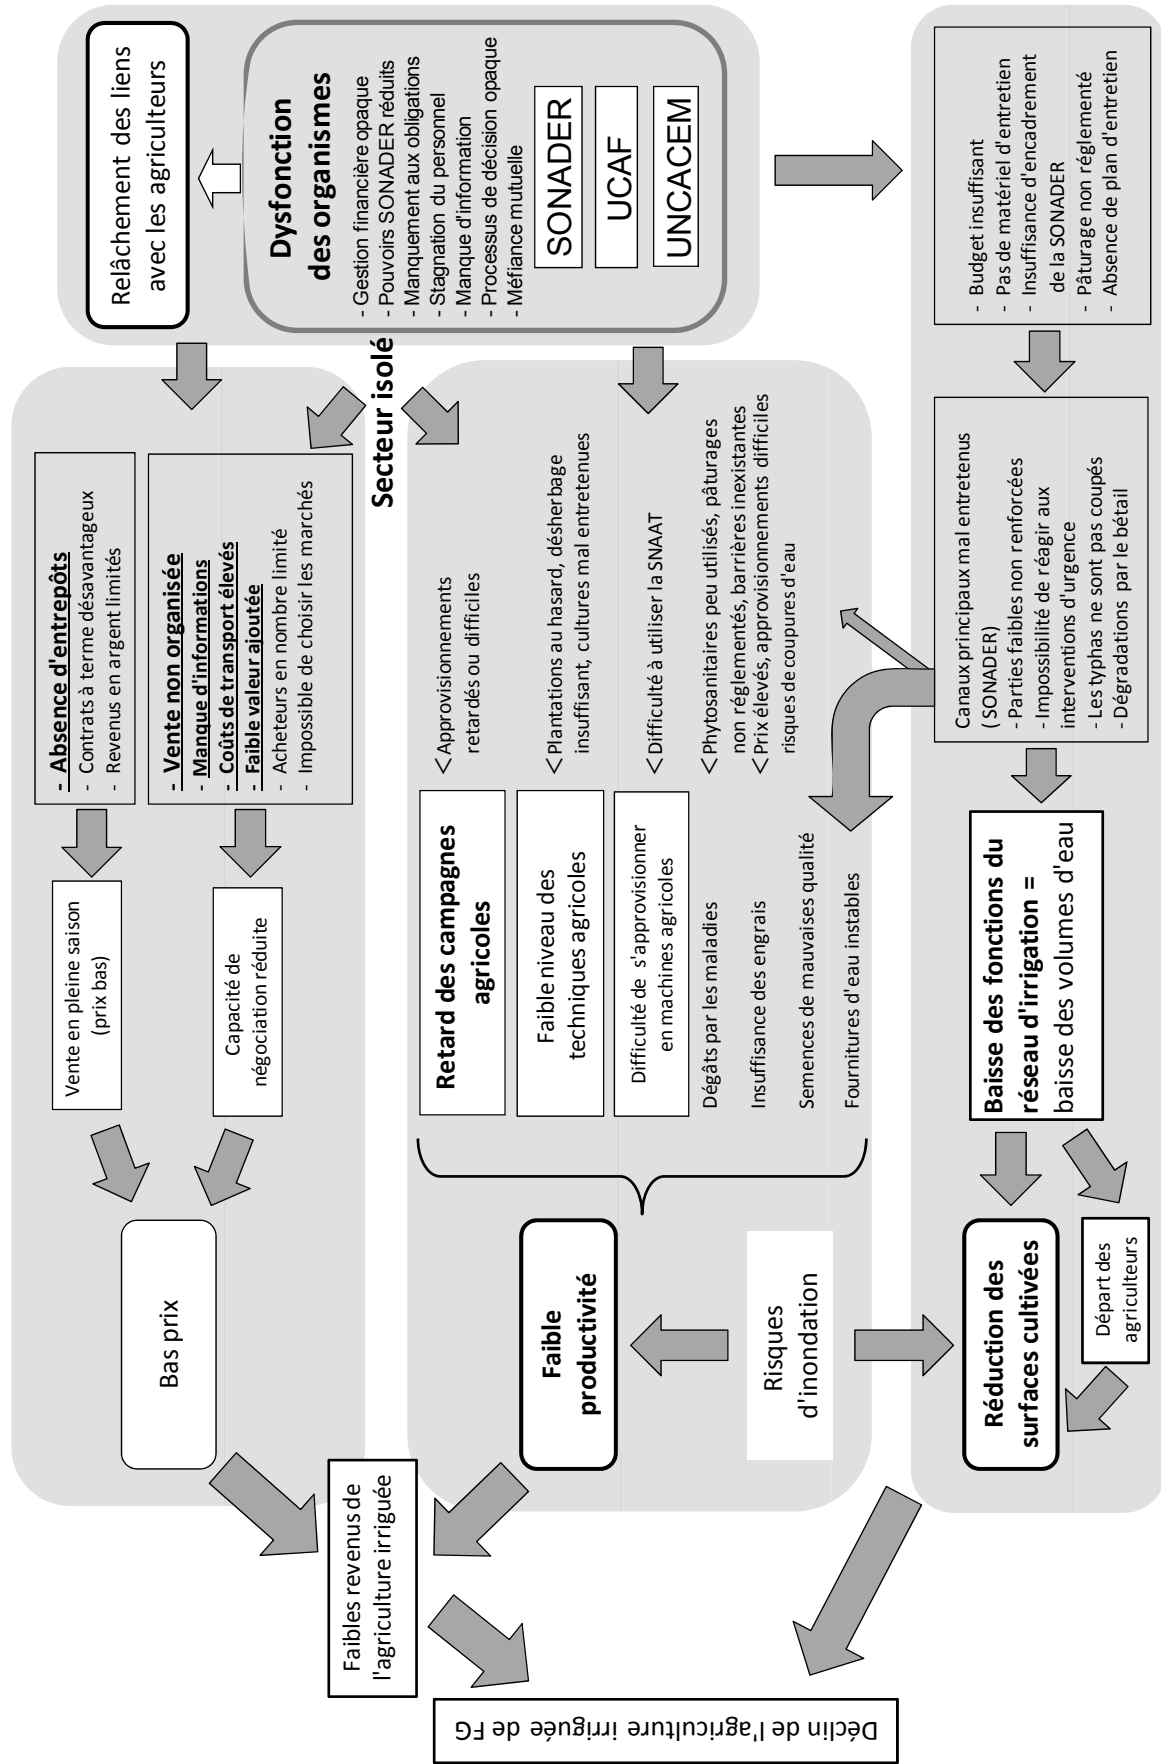 Déclin de l'agriculture irriguée de FG
Faibles revenus de
l'agriculture irriguée
Bas prix
Vente en pleine saison
(prix bas)
Capacité de
négociation réduite
- Absence d'entrepôts
- Contrats à terme désavantageux
- Revenus en argent limités
- Vente non organisée
- Manque d'informations
- Coûts de transport élevés
- Faible valeur ajoutée
- Acheteurs en nombre limité
- Impossible de choisir les marchés
Relâchement des liens
avec les agriculteurs
Dysfonction
des organismes
- Gestion financière opaque
- Pouvoirs SONADER réduits
- Manquement aux obligations
- Stagnation du personnel
- Manque d'information
- Processus de décision opaque
- Méfiance mutuelle
SONADER
UCAF
UNCACEM
Secteur isolé
Faible
productivité
Risques
d'inondation
Retard des campagnes
agricoles
Faible niveau des
techniques agricoles
Difficulté de s'approvisionner
en machines agricoles
Dégâts par les maladies
Insuffisance des engrais
Semences de mauvaises qualité
Fournitures d'eau instables
<Approvisionnements
retardés ou difficiles
<Plantations au hasard, désherbage
insuffisant, cultures mal entretenues
<Difficulté à utiliser la SNAAT
<Phytosanitaires peu utilisés, pâturages
non réglementés, barrières inexistantes
<Prix élevés, approvisionnements difficiles
risques de coupures d'eau
Réduction des
surfaces cultivées
Départ des
agriculteurs
Baisse des fonctions du
réseau d'irrigation =
baisse des volumes d'eau
Canaux principaux mal entretenus
(SONADER)
- Parties faibles non renforcées
- Impossibilité de réagir aux
interventions d'urgence
- Les typhas ne sont pas coupés
- Dégradations par le bétail
- Budget insuffisant
- Pas de matériel d'entretien
- Insuffisance d'encadrement
de la SONADER
- Pâturage non réglementé
- Absence de plan d'entretien